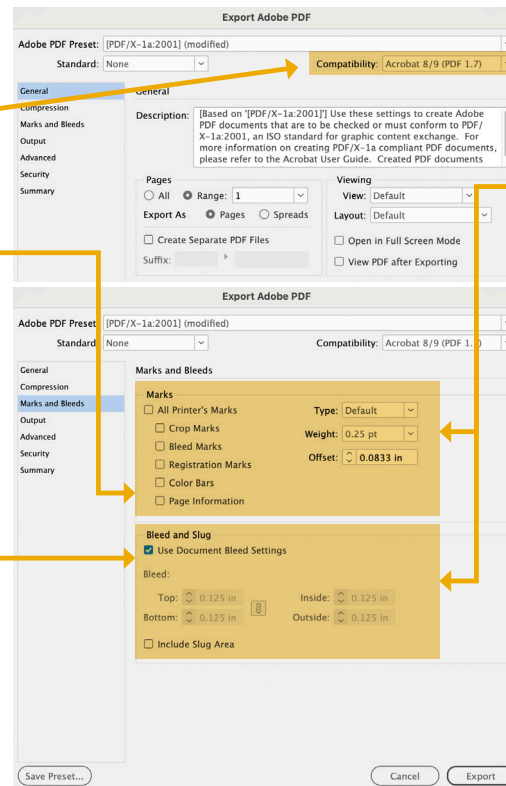 Export Adobe PDF
Adobe PDF Preset: [PDF/X-1a:2001] (modified)
Standard: None
Compatibility: Acrobat 8/9 (PDF 1.7)
General
Compression
Marks and Bleeds
Output
Advanced
Security
Summary
General
Description: [Based on '[PDF/X-1a:2001]'] Use these settings to create Adobe
PDF documents that are to be checked or must conform to PDF/
X-1a:2001, an ISO standard for graphic content exchange. For
more information on creating PDF/X-1a compliant PDF documents,
please refer to the Acrobat User Guide. Created PDF documents
Pages
All Range: 1
Export As Pages Spreads
Create Separate PDF Files
Suffix:
Viewing
View: Default
Layout: Default
Open in Full Screen Mode
View PDF after Exporting
Export Adobe PDF
Adobe PDF Preset [PDF/X-1a:2001] (modified)
Standard None
Compatibility: Acrobat 8/9 (PDF 1.
General
Compression
Marks and Bleeds
Output
Advanced
Security
Summary
Marks and Bleeds
Marks
All Printer's Marks
Crop Marks
Bleed Marks
Registration Marks
Color Bars
Page Information
Type: Default
Weight: 0.25 pt
Offset: 0.0833 in
Bleed and Slug
Use Document Bleed Settings
Bleed:
Top: 0.125 in
Bottom: 0.125 in
Inside: 0.125 in
Outside: 0.125 in
Include Slug Area
Save Preset...
Cancel
Export